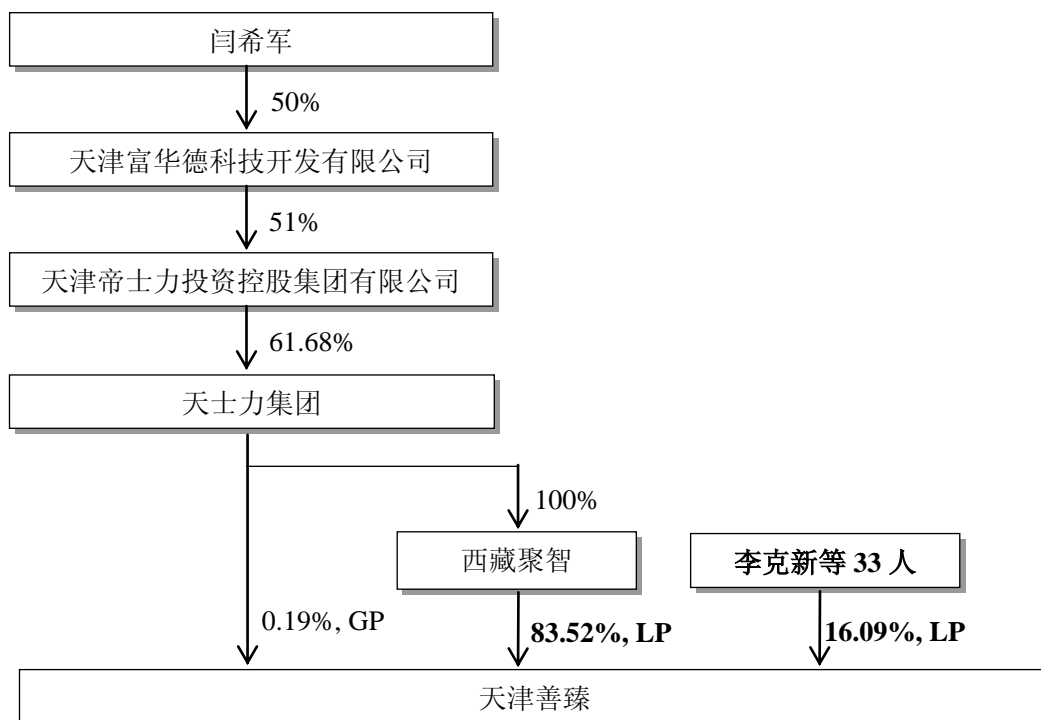 闫希军
50%
天津富华德科技开发有限公司
51%
天津帝士力投资控股集团有限公司
61.68%
天士力集团
100%
西藏聚智
李克新等 33 人
0.19%, GP
83.52%, LP
16.09%, LP
天津善臻